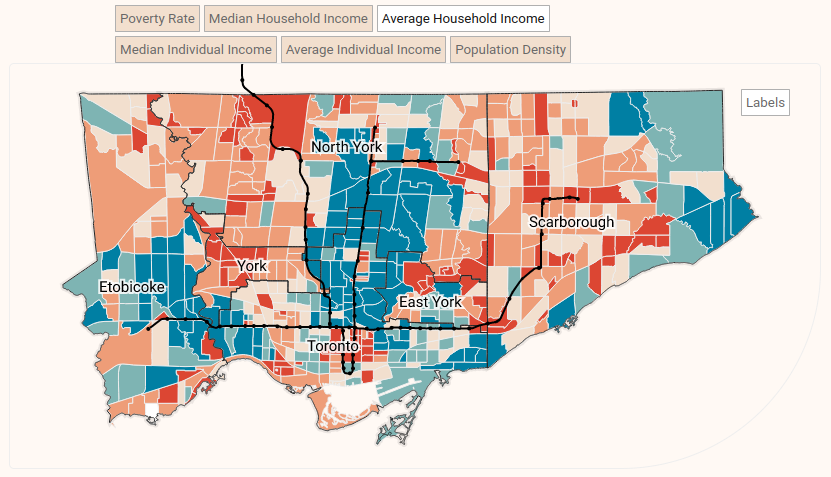 Poverty Rate Median Household Income Average Household Income
Median Individual Income Average Individual Income Population Density
Labels
North York
Scarborough
York
Etobicoke
East York
Toronto